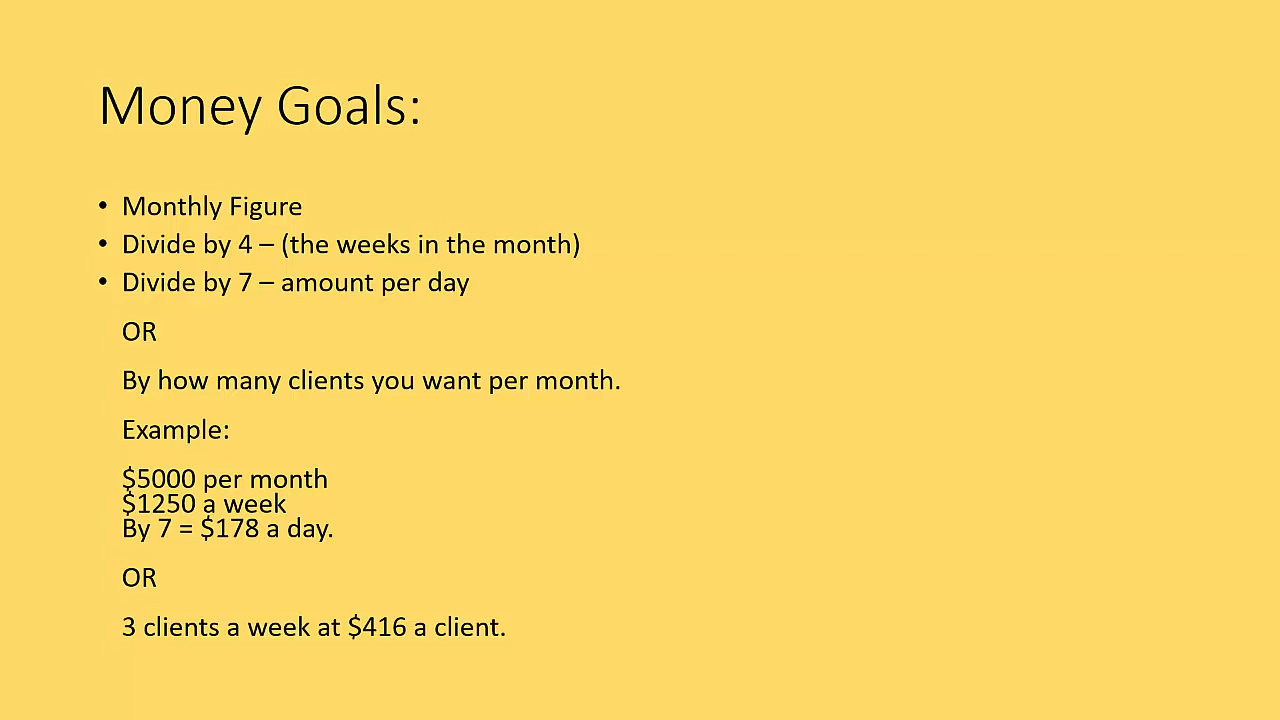 Money Goals:
• Monthly Figure
• Divide by 4 – (the weeks in the month)
• Divide by 7 – amount per day
OR
By how many clients you want per month.
Example:
$5000 per month
$1250 a week
By 7 = $178 a day.
OR
3 clients a week at $416 a client.